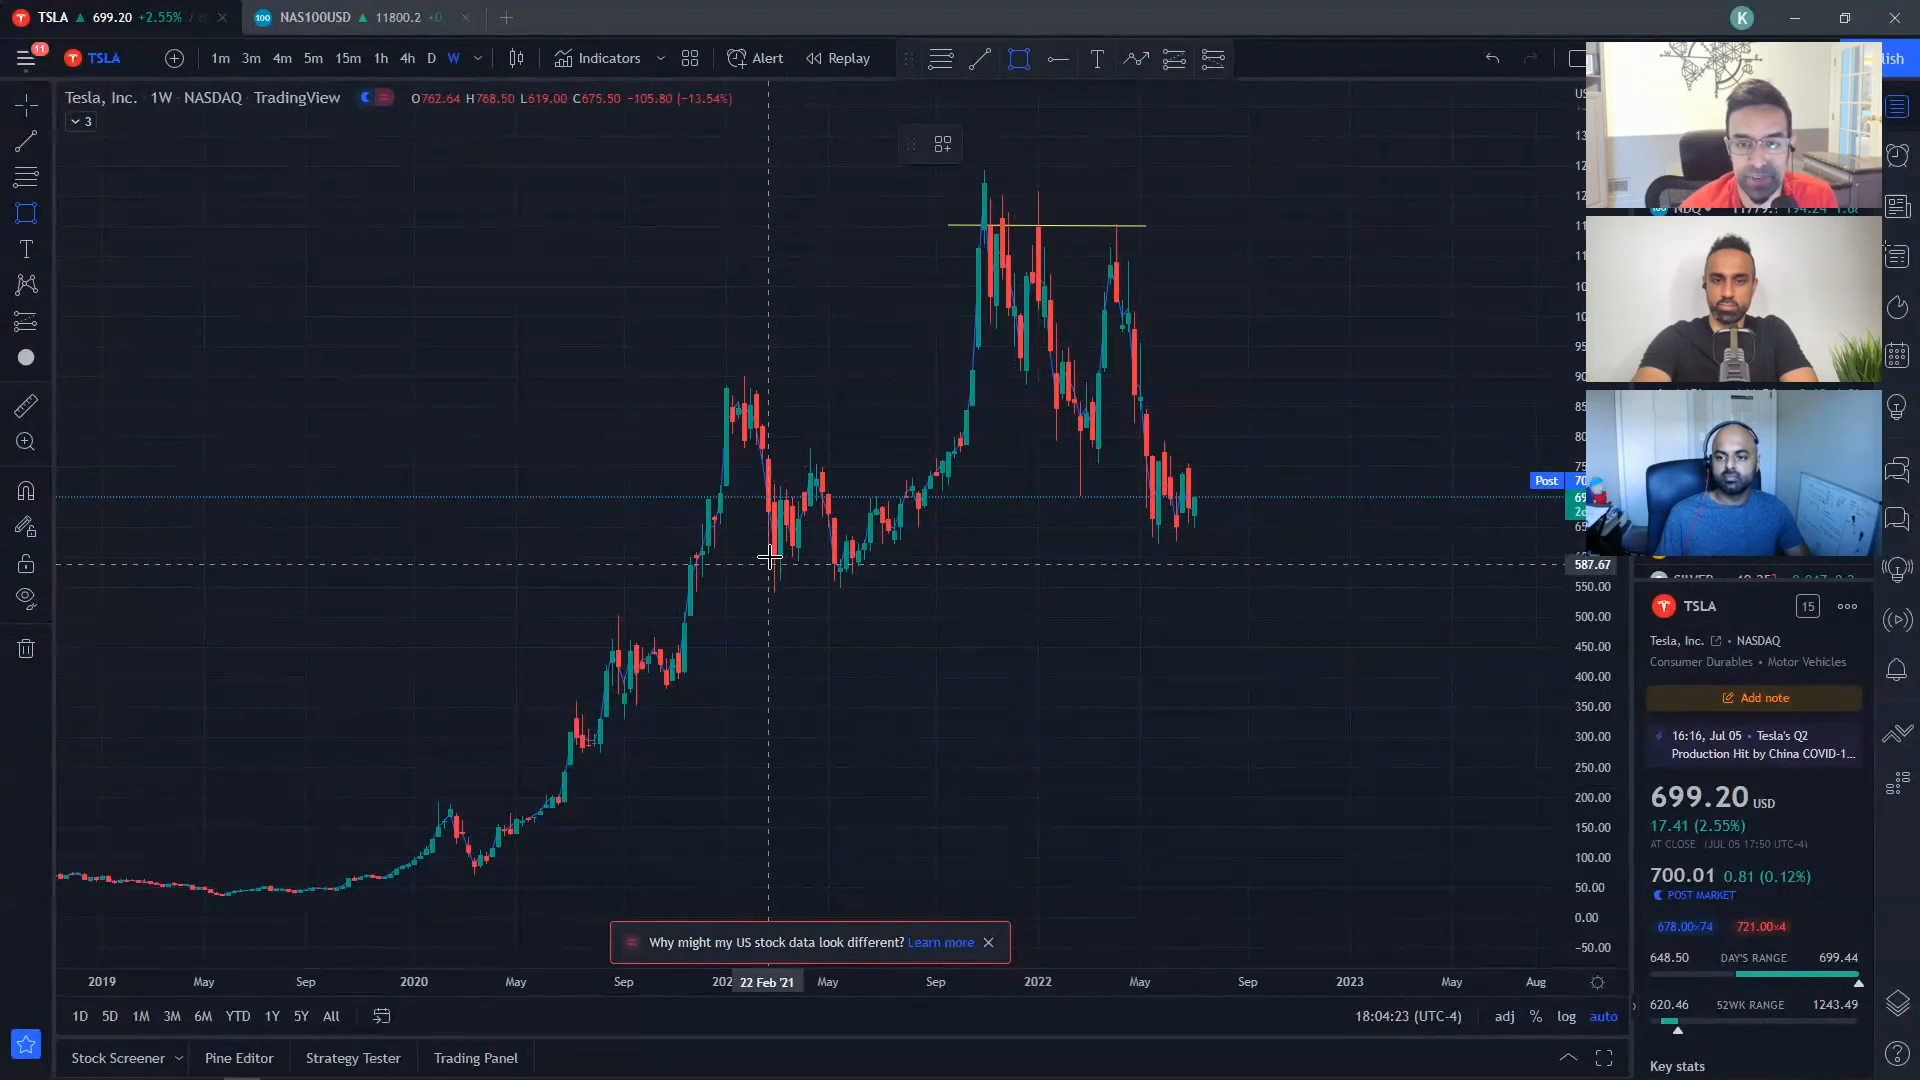 TSLA ▲ 699.20 +2.55%
NAS100USD ▲ 11800.2
K
11
TSLA
1m 3m 4m 5m 15m 1h 4h D W
Indicators
Alert
Replay
lish
Tesla, Inc. · 1W · NASDAQ · TradingView
O762.64 H768.50 L619.00 C675.50 −105.80 (−13.54%)
3
Post
587.67
550.00
500.00
450.00
400.00
350.00
300.00
250.00
200.00
150.00
100.00
50.00
0.00
−50.00
TSLA
15
Tesla, Inc. • NASDAQ
Consumer Durables • Motor Vehicles
Add note
16:16, Jul 05 • Tesla's Q2
Production Hit by China COVID-1...
699.20 USD
17.41 (2.55%)
AT CLOSE (JUL 05 17:50 UTC-4)
700.01 0.81 (0.12%)
POST MARKET
678.00×74 721.00×4
648.50 DAY'S RANGE 699.44
620.46 52WK RANGE 1243.49
Key stats
Why might my US stock data look different? Learn more
2019 May Sep 2020 May Sep 22 Feb '21 May Sep 2022 May Sep 2023 May Aug
1D 5D 1M 3M 6M YTD 1Y 5Y All
18:04:23 (UTC-4) adj % log auto
Stock Screener Pine Editor Strategy Tester Trading Panel